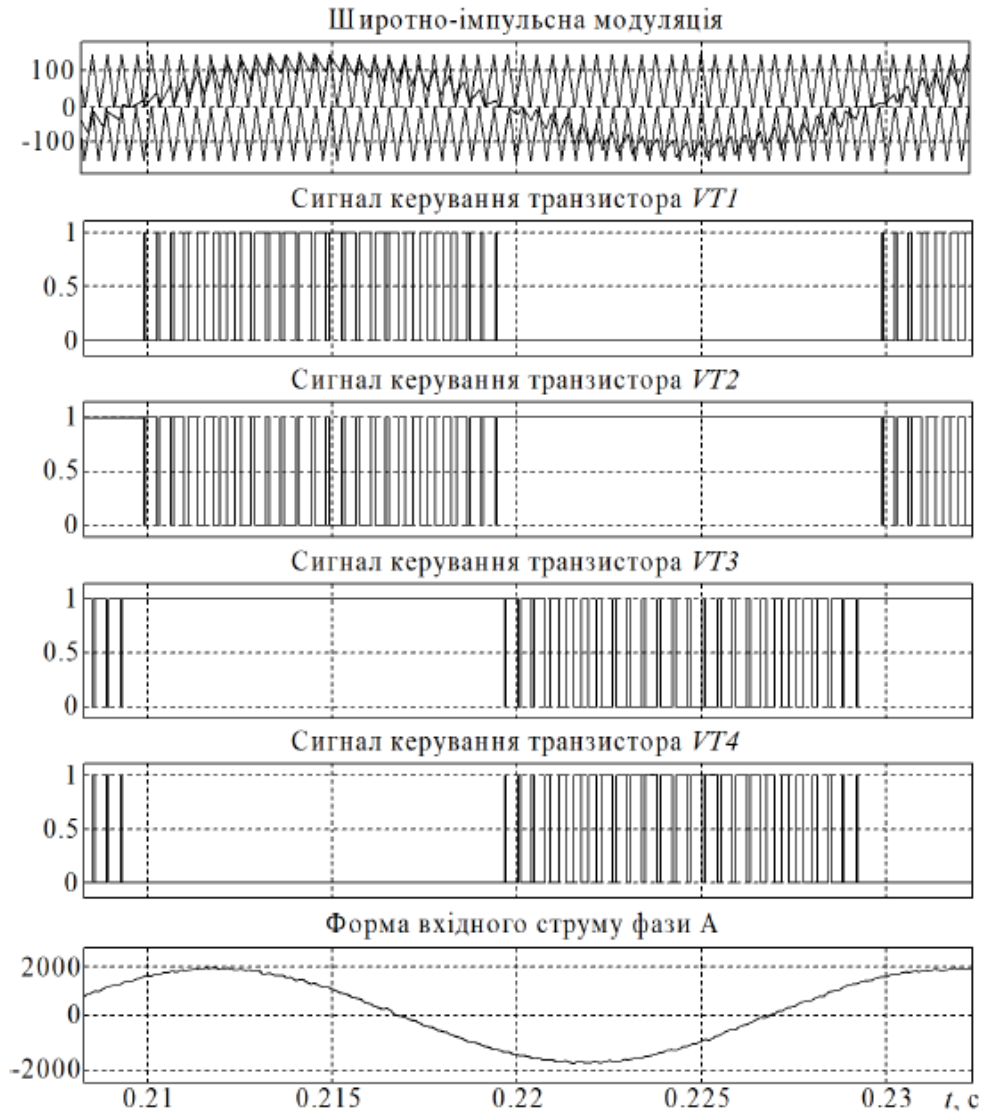 Широтно-імпульсна модуляція
100
0
-100
Сигнал керування транзистора VT1
1
0.5
0
Сигнал керування транзистора VT2
1
0.5
0
Сигнал керування транзистора VT3
1
0.5
0
Сигнал керування транзистора VT4
1
0.5
0
Форма вхідного струму фази А
2000
0
-2000
0.21 0.215 0.22 0.225 0.23 t, с